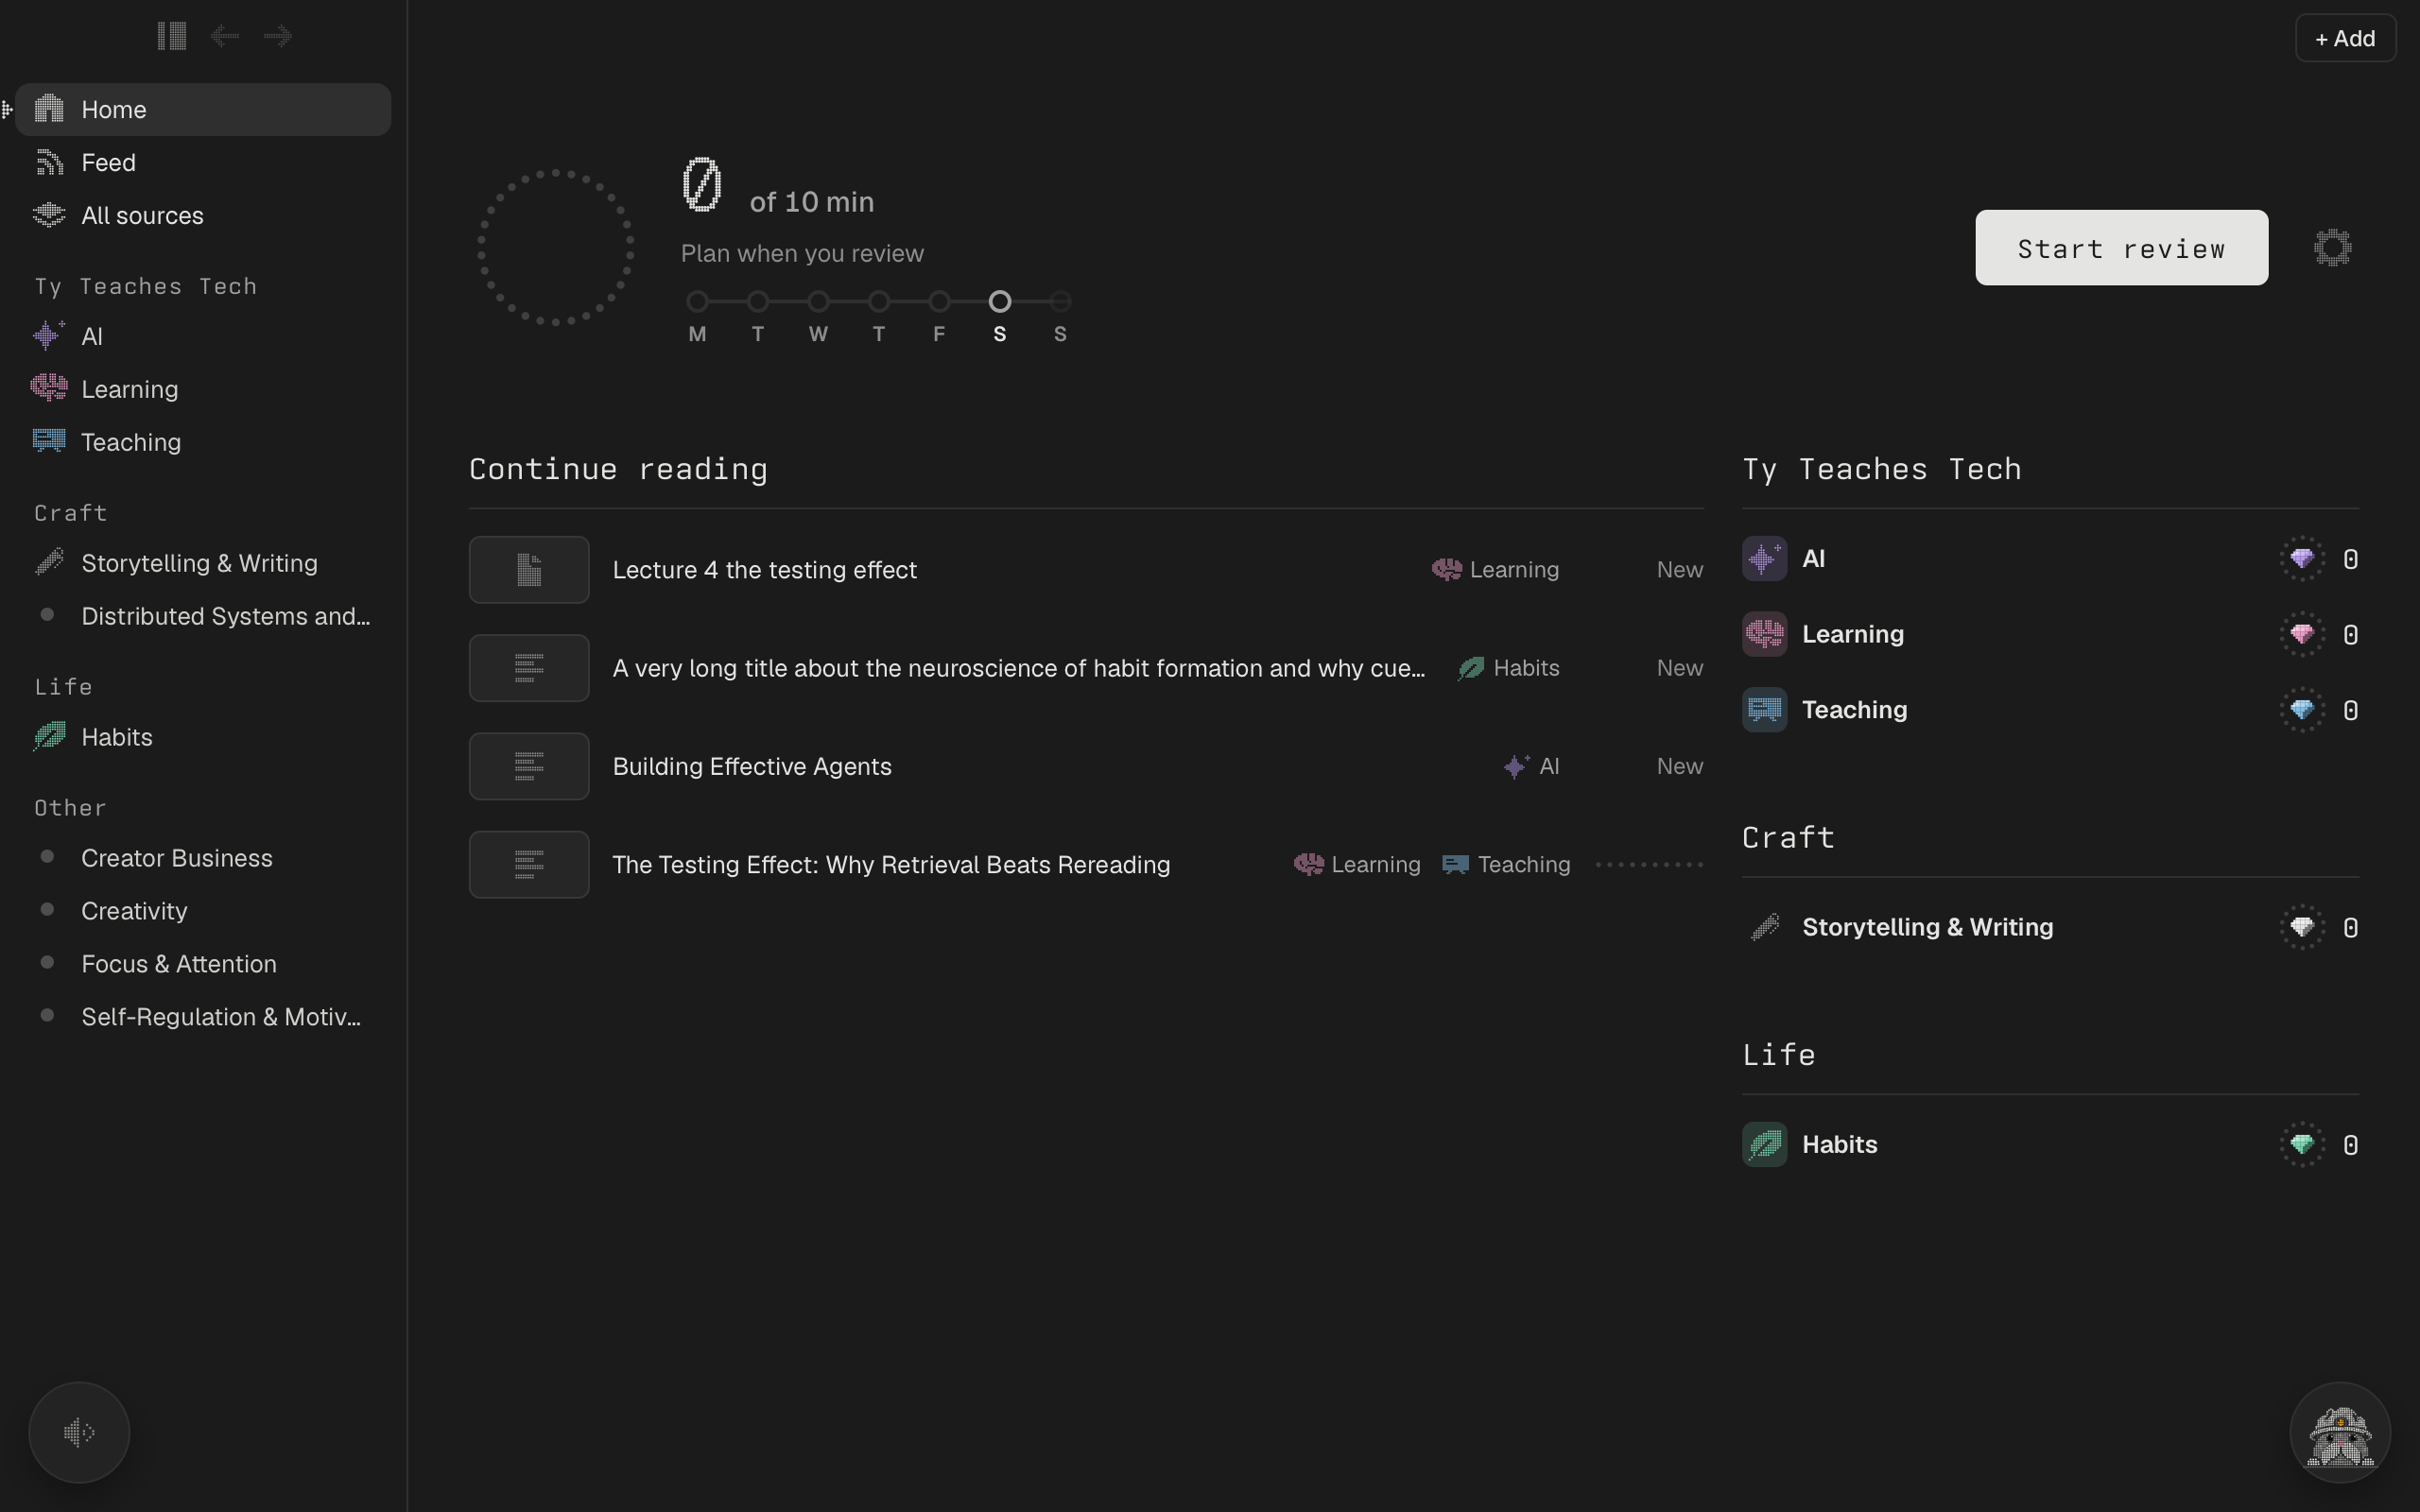 + Add
Home
Feed
All sources
Ty Teaches Tech
AI
Learning
Teaching
Craft
Storytelling & Writing
Distributed Systems and...
Life
Habits
Other
Creator Business
Creativity
Focus & Attention
Self-Regulation & Motiv...
0 of 10 min
Plan when you review
M T W T F S S
Start review
Continue reading
Lecture 4 the testing effect Learning New
A very long title about the neuroscience of habit formation and why cue... Habits New
Building Effective Agents AI New
The Testing Effect: Why Retrieval Beats Rereading Learning Teaching
Ty Teaches Tech
AI 0
Learning 0
Teaching 0
Craft
Storytelling & Writing 0
Life
Habits 0